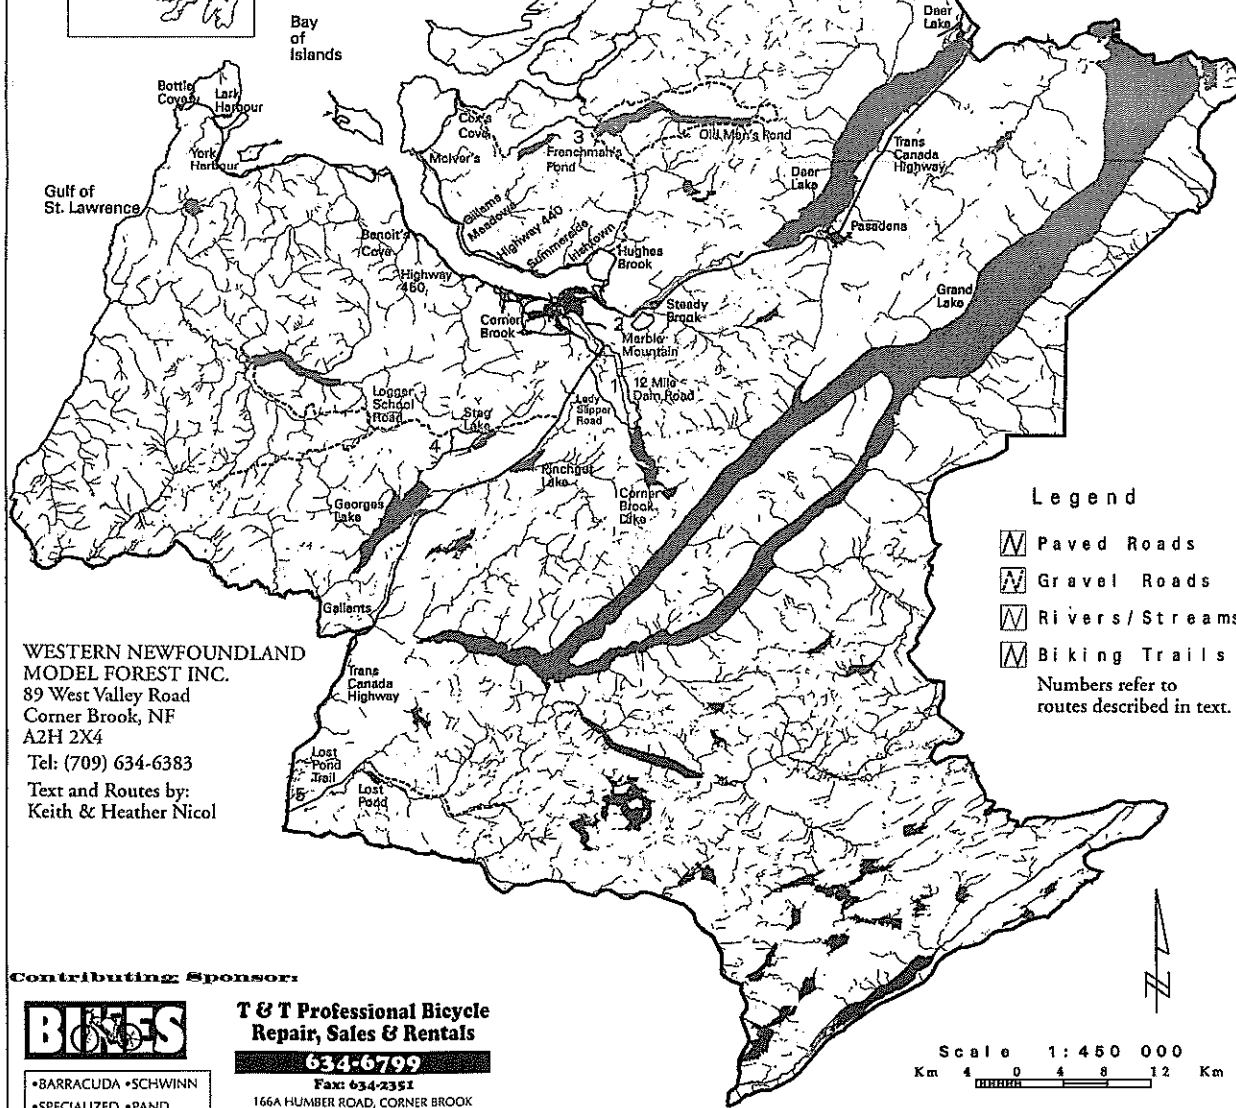 Bay
of
Islands
Deer
Lake
Bottle
Cove
Lark
Harbour
York
Harbour
Gulf of
St. Lawrence
Cox's
Cove
McIver's
3
Frenchman's
Pond
Old Man's Pond
Trans
Canada
Highway
Deer
Lake
Pasadena
Gillams
Meadows
Highway 440
Summerside
Irishtown
Hughes
Brook
Benoit's
Cove
Highway
450
Grand
Lake
Corner
Brook
Steady
Brook
2
Marble
Mountain
1
12 Mile
Dam Road
Logger
School
Road
Stag
Lake
Lady
Slipper
Road
4
Pinchgut
Lake
Georges
Lake
Corner
Brook
Lake
Gallants
Trans
Canada
Highway
Lost
Pond
Trail
5
Lost
Pond
Legend
Paved Roads
Gravel Roads
Rivers/Streams
Biking Trails
Numbers refer to
routes described in text.
WESTERN NEWFOUNDLAND
MODEL FOREST INC.
89 West Valley Road
Corner Brook, NF
A2H 2X4
Tel: (709) 634-6383
Text and Routes by:
Keith & Heather Nicol
Contributing Sponsor:
BIKES
•BARRACUDA •SCHWINN
•SPECIALIZED •RAND
T & T Professional Bicycle
Repair, Sales & Rentals
634-6799
Fax: 634-2351
166A HUMBER ROAD, CORNER BROOK
N
Scale 1:450 000
Km 4 0 4 8 12 Km